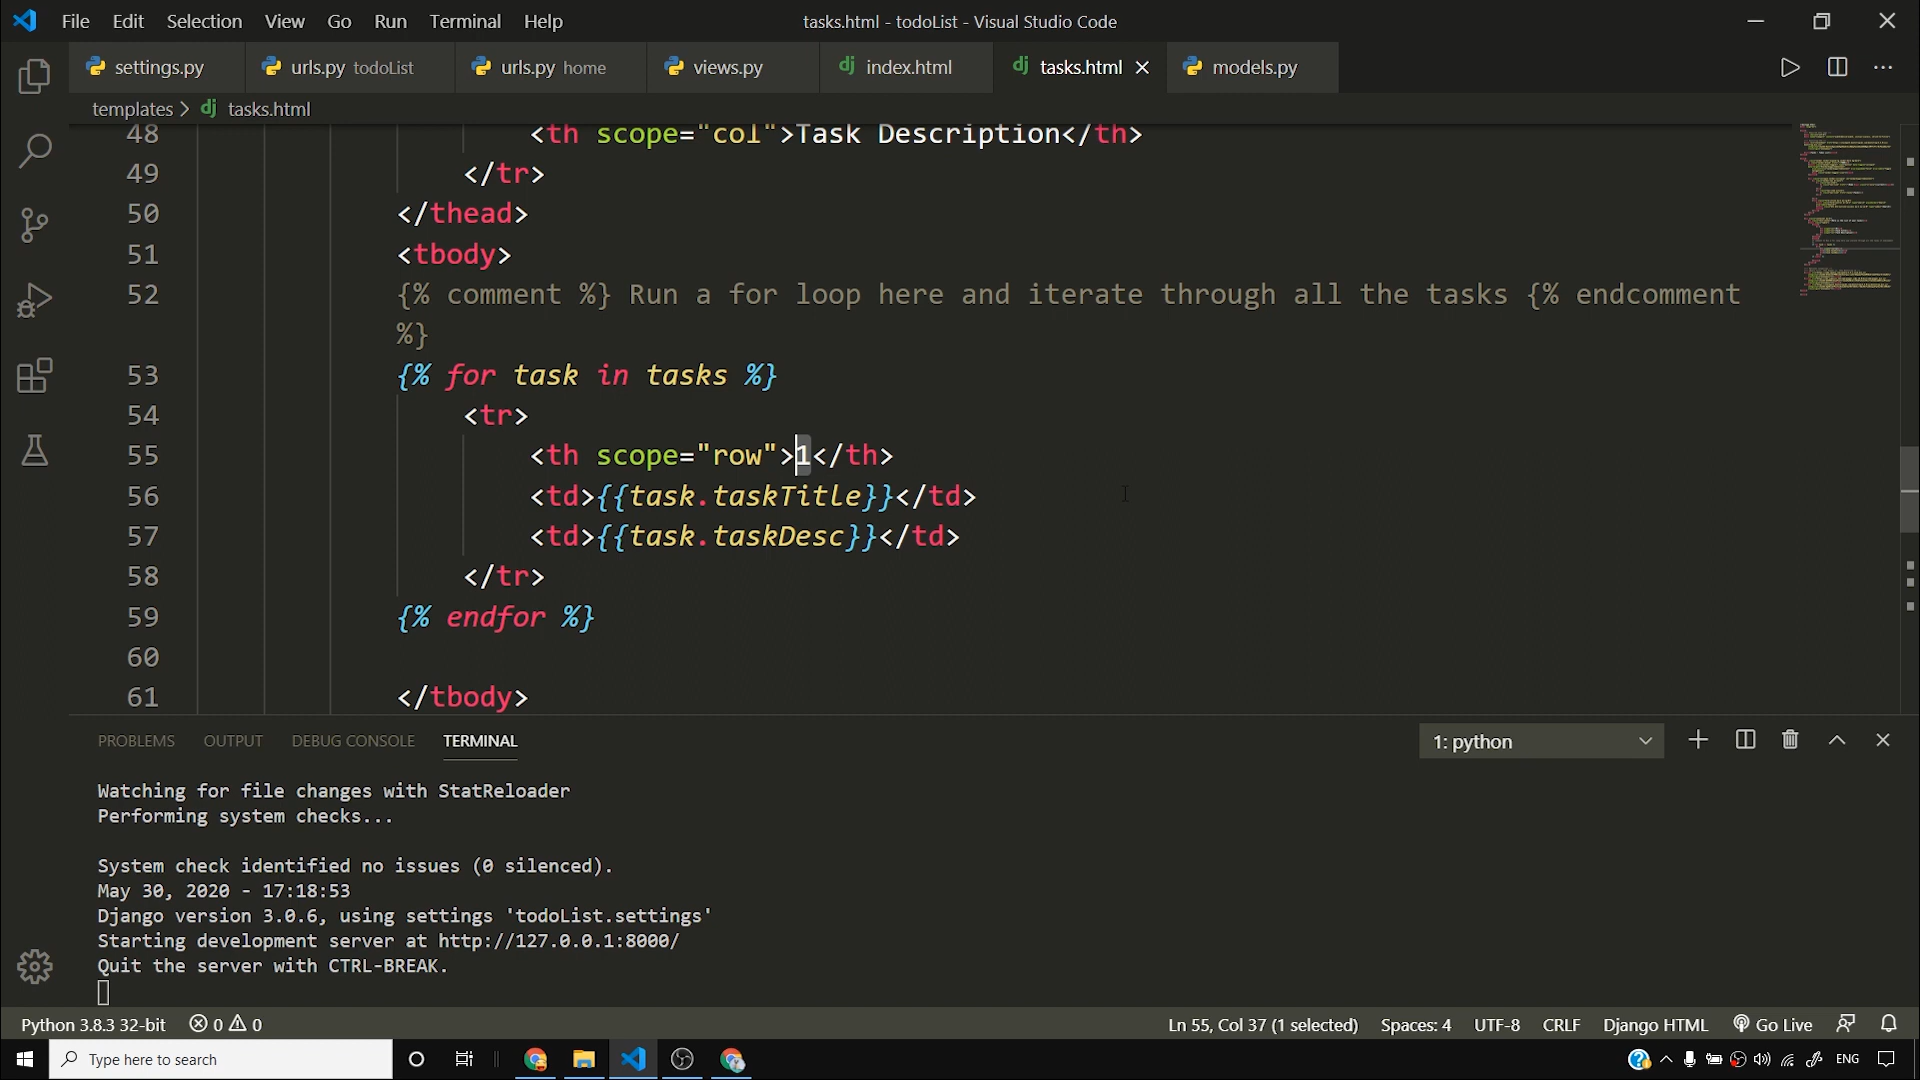 File Edit Selection View Go Run Terminal Help
tasks.html - todoList - Visual Studio Code
settings.py
urls.py todoList
urls.py home
views.py
index.html
tasks.html
models.py
templates > tasks.html
48 <th scope="col">Task Description</th>
49 </tr>
50 </thead>
51 <tbody>
52 {% comment %} Run a for loop here and iterate through all the tasks {% endcomment
%}
53 {% for task in tasks %}
54 <tr>
55 <th scope="row">1</th>
56 <td>{{task.taskTitle}}</td>
57 <td>{{task.taskDesc}}</td>
58 </tr>
59 {% endfor %}
60
61 </tbody>
PROBLEMS OUTPUT DEBUG CONSOLE TERMINAL
1: python
Watching for file changes with StatReloader
Performing system checks...
System check identified no issues (0 silenced).
May 30, 2020 - 17:18:53
Django version 3.0.6, using settings 'todoList.settings'
Starting development server at http://127.0.0.1:8000/
Quit the server with CTRL-BREAK.
Python 3.8.3 32-bit 0 0
Ln 55, Col 37 (1 selected) Spaces: 4 UTF-8 CRLF Django HTML Go Live
Type here to search
ENG